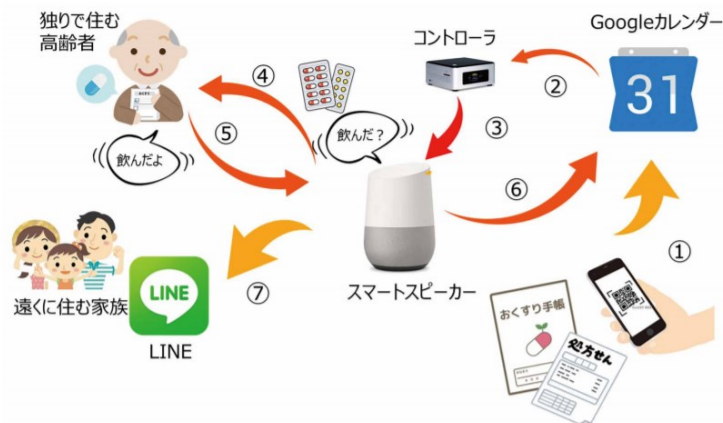 独りで住む
高齢者
④
コントローラ
Googleカレンダー
②
31
③
⑤
飲んだ？
飲んだよ
⑥
①
遠くに住む家族
LINE
LINE
⑦
スマートスピーカー
おくすり手帳
処方せん